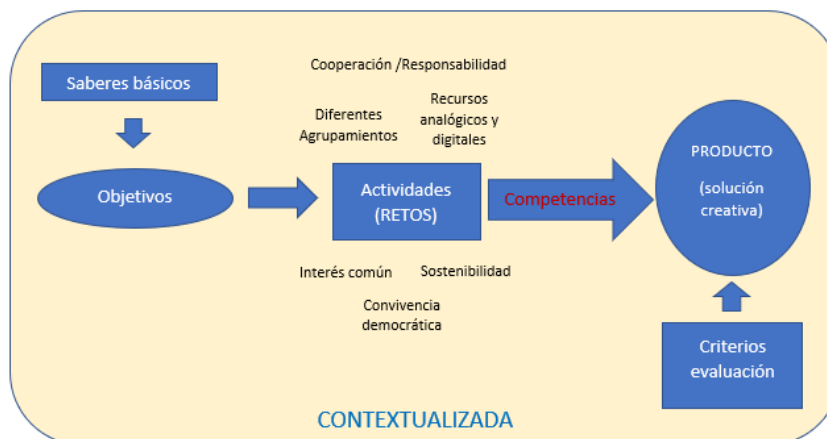 Saberes básicos
Objetivos
Cooperación /Responsabilidad
Diferentes
Agrupamientos
Recursos
analógicos y
digitales
Actividades
(RETOS)
Competencias
Interés común
Sostenibilidad
Convivencia
democrática
PRODUCTO
(solución
creativa)
Criterios
evaluación
CONTEXTUALIZADA